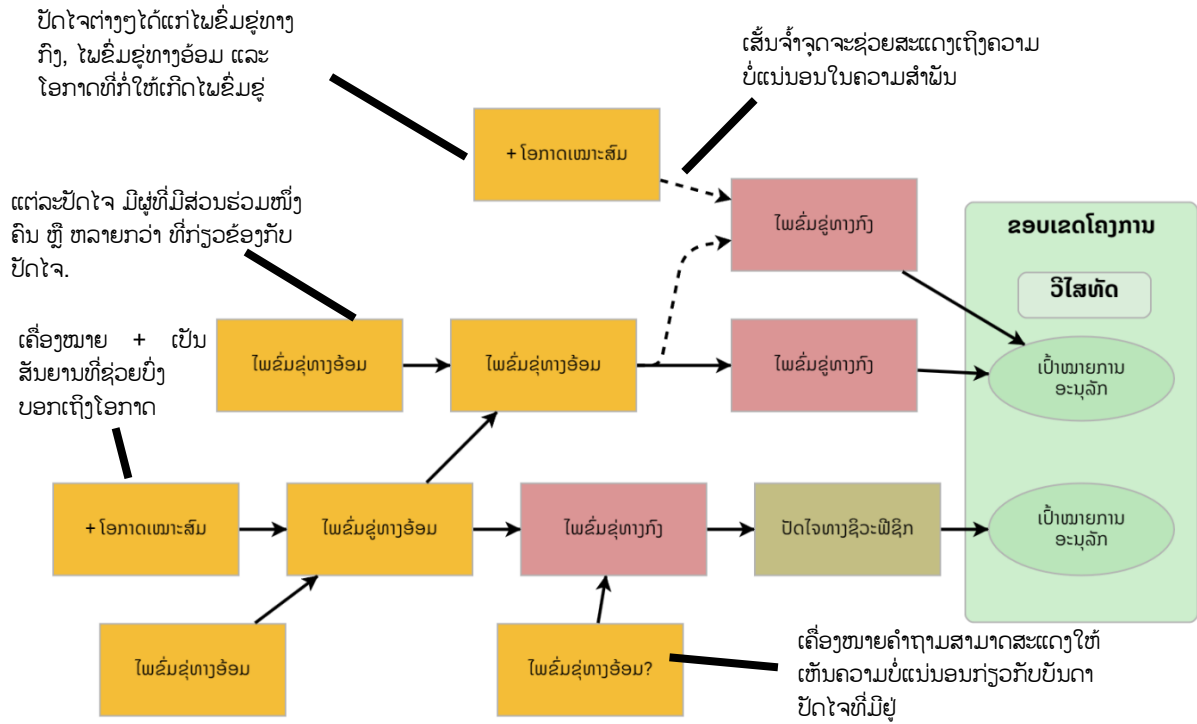 ປັດໄຈຕ່າງໆໄດ້ແກ່ໄພຂົ່ມຂູ່ທາງ
ກົງ, ໄພຂົ່ມຂູ່ທາງອ້ອມ ແລະ
ໂອກາດທີ່ກໍ່ໃຫ້ເກີດໄພຂົ່ມຂູ່
ເສັ້ນຈ້ຳຈຸດຈະຊ່ວຍສະແດງເຖິງຄວາມ
ບໍ່ແນ່ນອນໃນຄວາມສຳພັນ
+ ໂອກາດເໝາະສົມ
ແຕ່ລະປັດໄຈ ມີຜູ່ທີ່ມີສ່ວນຮ່ວມໜຶ່ງ
ຄົນ ຫຼື ຫລາຍກວ່າ ທີ່ກ່ຽວຂ້ອງກັບ
ປັດໄຈ.
ໄພຂົ່ມຂູ່ທາງກົງ
ຂອບເຂດໂຄງການ
ວີໄສທັດ
ເຄື່ອງໝາຍ + ເປັນ
ສັນຍານທີ່ຊ່ວຍບົ່ງ
ບອກເຖິງໂອກາດ
ໄພຂົ່ມຂຸ່ທາງອ້ອມ
ໄພຂົ່ມຂຸ່ທາງອ້ອມ
ໄພຂົ່ມຂູ່ທາງກົງ
ເປົ້າໝາຍການ
ອະນຸລັກ
+ ໂອກາດເໝາະສົມ
ໄພຂົ່ມຂູ່ທາງອ້ອມ
ໄພຂົ່ມຂຸ່ທາງກົງ
ປັດໄຈທາງຊິວະຟີຊິກ
ເປົ້າໝາຍການ
ອະນຸລັກ
ໄພຂົ່ມຂຸ່ທາງອ້ອມ
ໄພຂົ່ມຂຸ່ທາງອ້ອມ?
ເຄື່ອງໝາຍຄຳຖາມສາມາດສະແດງໃຫ້
ເຫັນຄວາມບໍ່ແນ່ນອນກ່ຽວກັບບັນດາ
ປັດໄຈທີ່ມີຢູ່